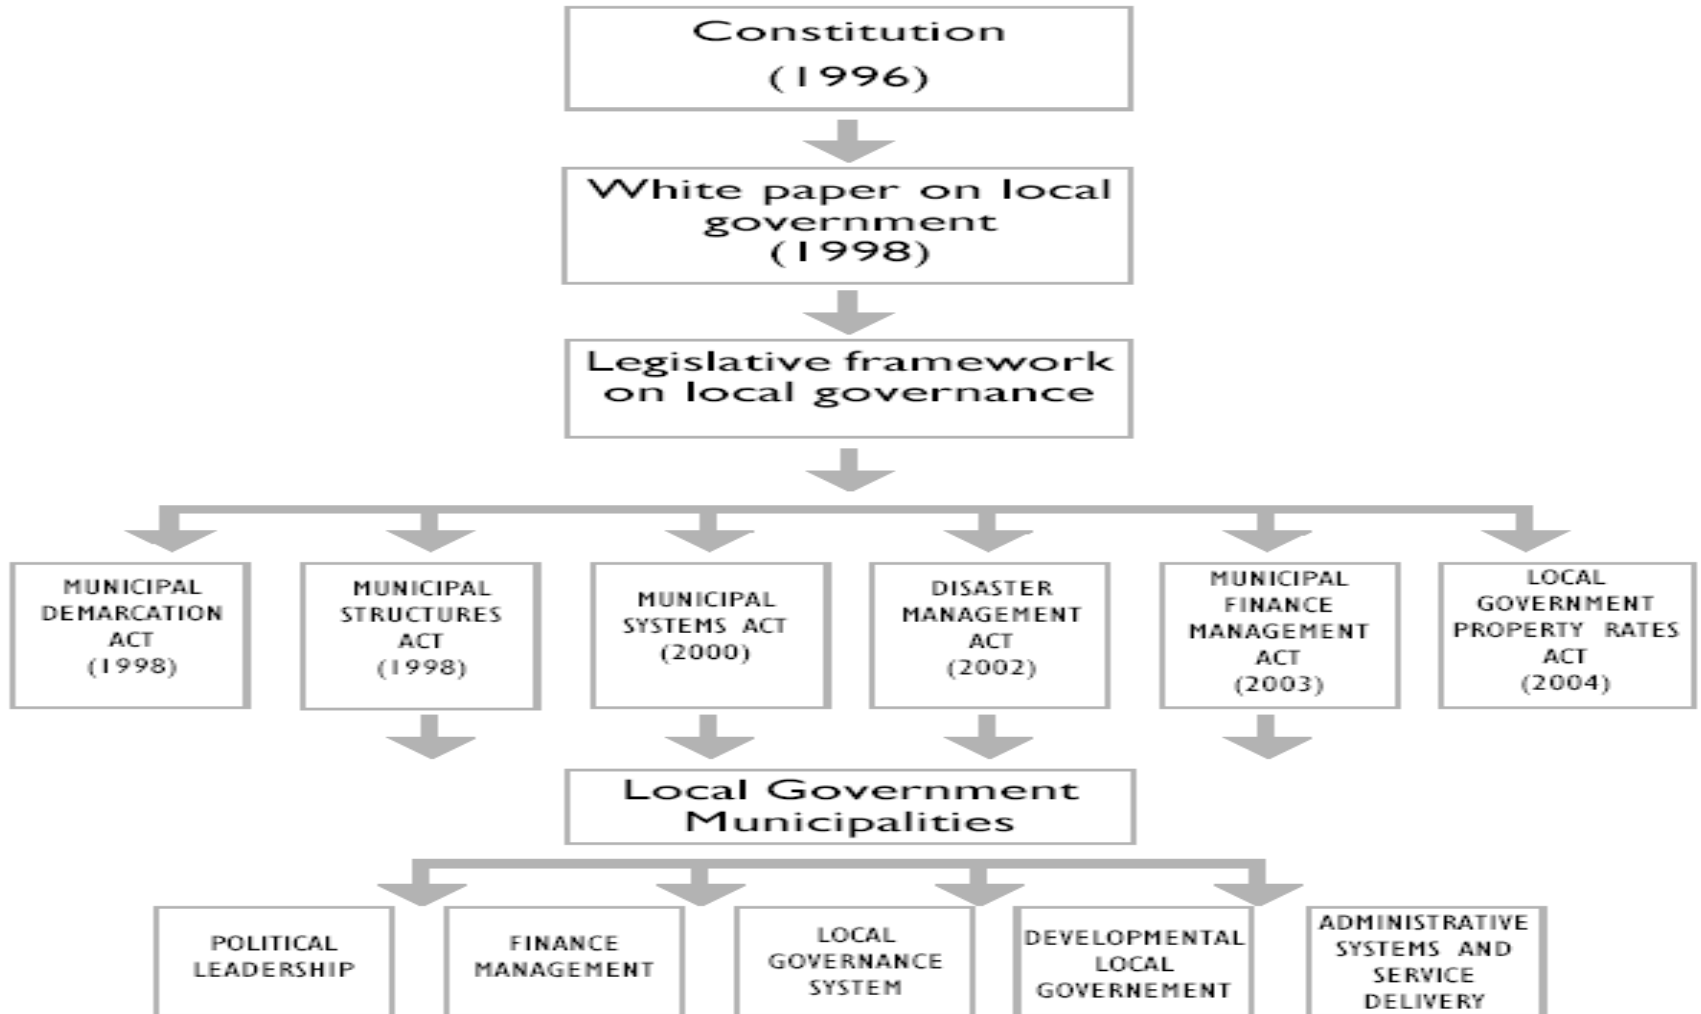 Constitution
(1996)
White paper on local
government
(1998)
Legislative framework
on local governance
MUNICIPAL
DEMARCATION
ACT
(1998)
MUNICIPAL
STRUCTURES
ACT
(1998)
MUNICIPAL
SYSTEMS ACT
(2000)
DISASTER
MANAGEMENT
ACT
(2002)
MUNICIPAL
FINANCE
MANAGEMENT
ACT
(2003)
LOCAL
GOVERNMENT
PROPERTY RATES
ACT
(2004)
Local Government
Municipalities
POLITICAL
LEADERSHIP
FINANCE
MANAGEMENT
LOCAL
GOVERNANCE
SYSTEM
DEVELOPMENTAL
LOCAL
GOVERNEMENT
ADMINISTRATIVE
SYSTEMS AND
SERVICE
DELIVERY